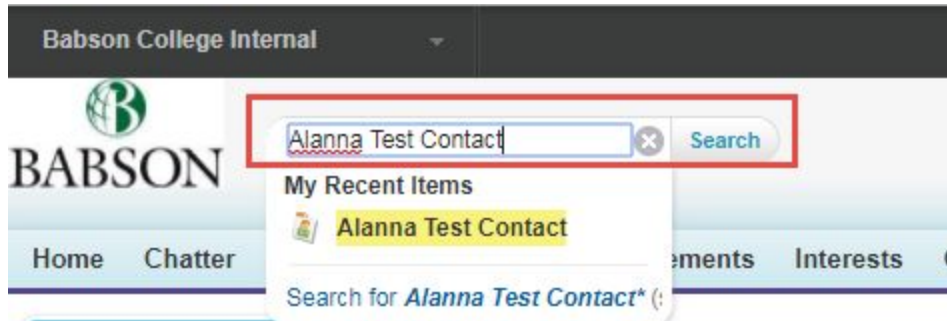 Babson College Internal
BABSON
Alanna Test Contact Search
My Recent Items
Alanna Test Contact
Home Chatter ements Interests
Search for Alanna Test Contact* (